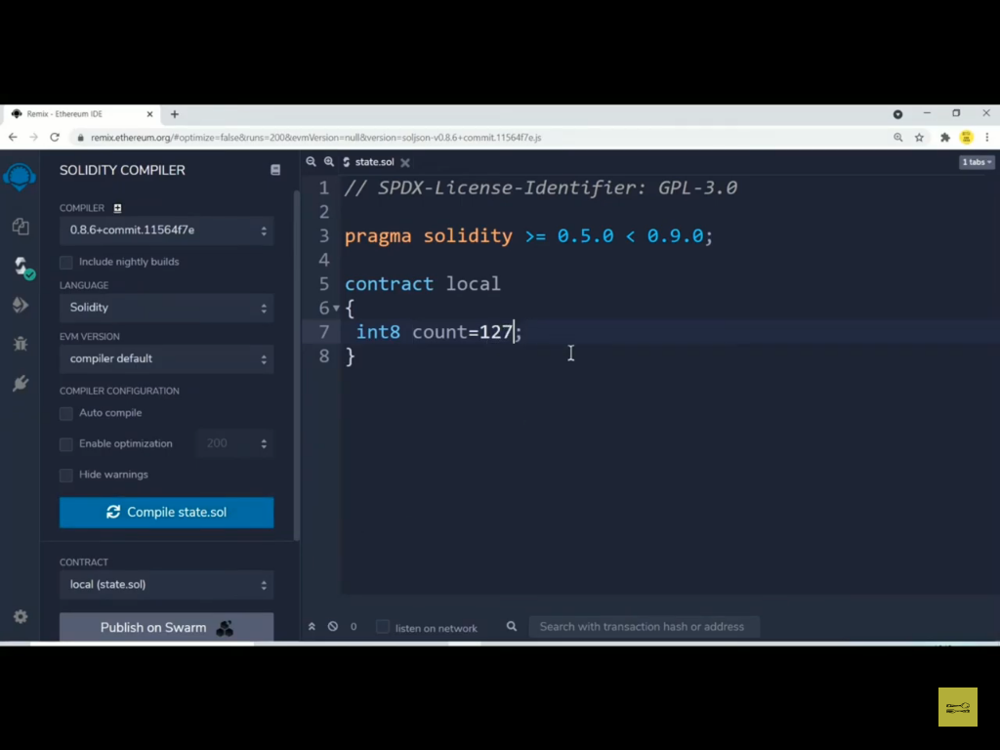 Remix - Ethereum IDE
remix.ethereum.org/#optimize=false&runs=200&evmVersion=null&version=soljson-v0.8.6+commit.11564f7e.js
SOLIDITY COMPILER
state.sol
1 tabs
COMPILER
0.8.6+commit.11564f7e
Include nightly builds
LANGUAGE
Solidity
EVM VERSION
compiler default
COMPILER CONFIGURATION
Auto compile
Enable optimization 200
Hide warnings
Compile state.sol
CONTRACT
local (state.sol)
Publish on Swarm
1 // SPDX-License-Identifier: GPL-3.0
2
3 pragma solidity >= 0.5.0 < 0.9.0;
4
5 contract local
6 {
7 int8 count=127;
8 }
0 listen on network Search with transaction hash or address